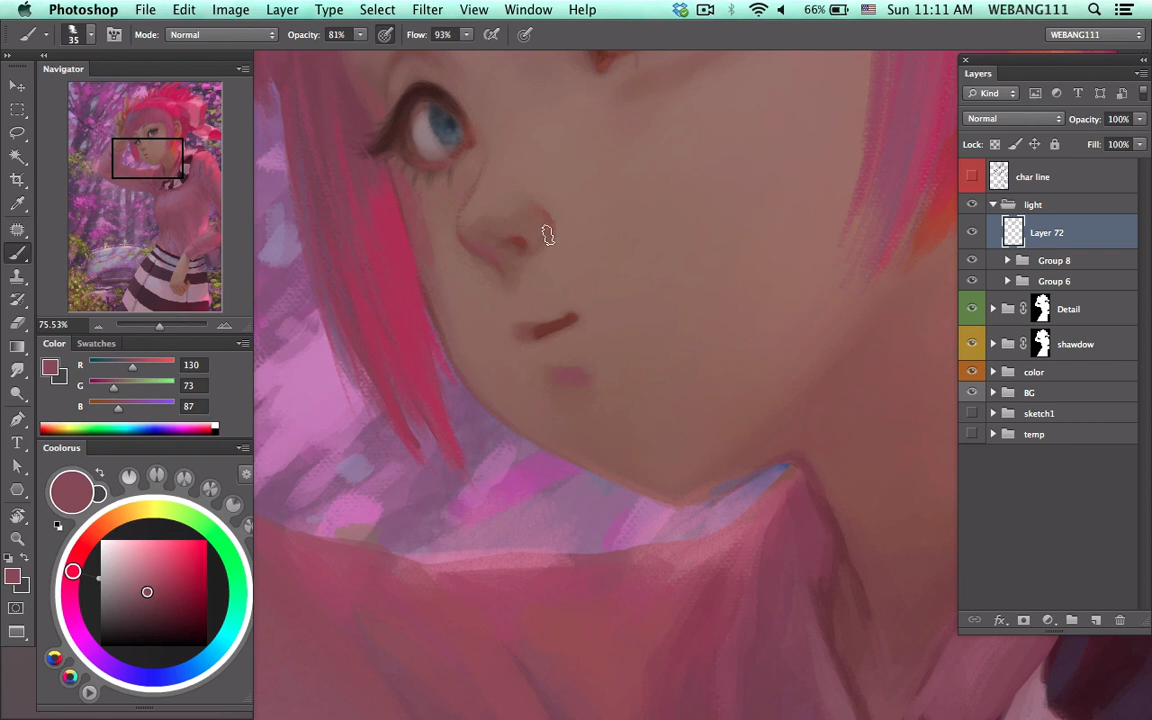 Photoshop File Edit Image Layer Type Select Filter View Window Help 66% Sun 11:11 AM WEBANG111
35 Mode: Normal Opacity: 81% Flow: 93% WEBANG111
Navigator
75.53%
Color Swatches
R 130
G 73
B 87
Colorus
Layers
Kind
Normal Opacity: 100%
Lock: Fill: 100%
char line
light
Layer 72
Group 8
Group 6
Detail
shawdow
color
BG
sketch1
temp
fx